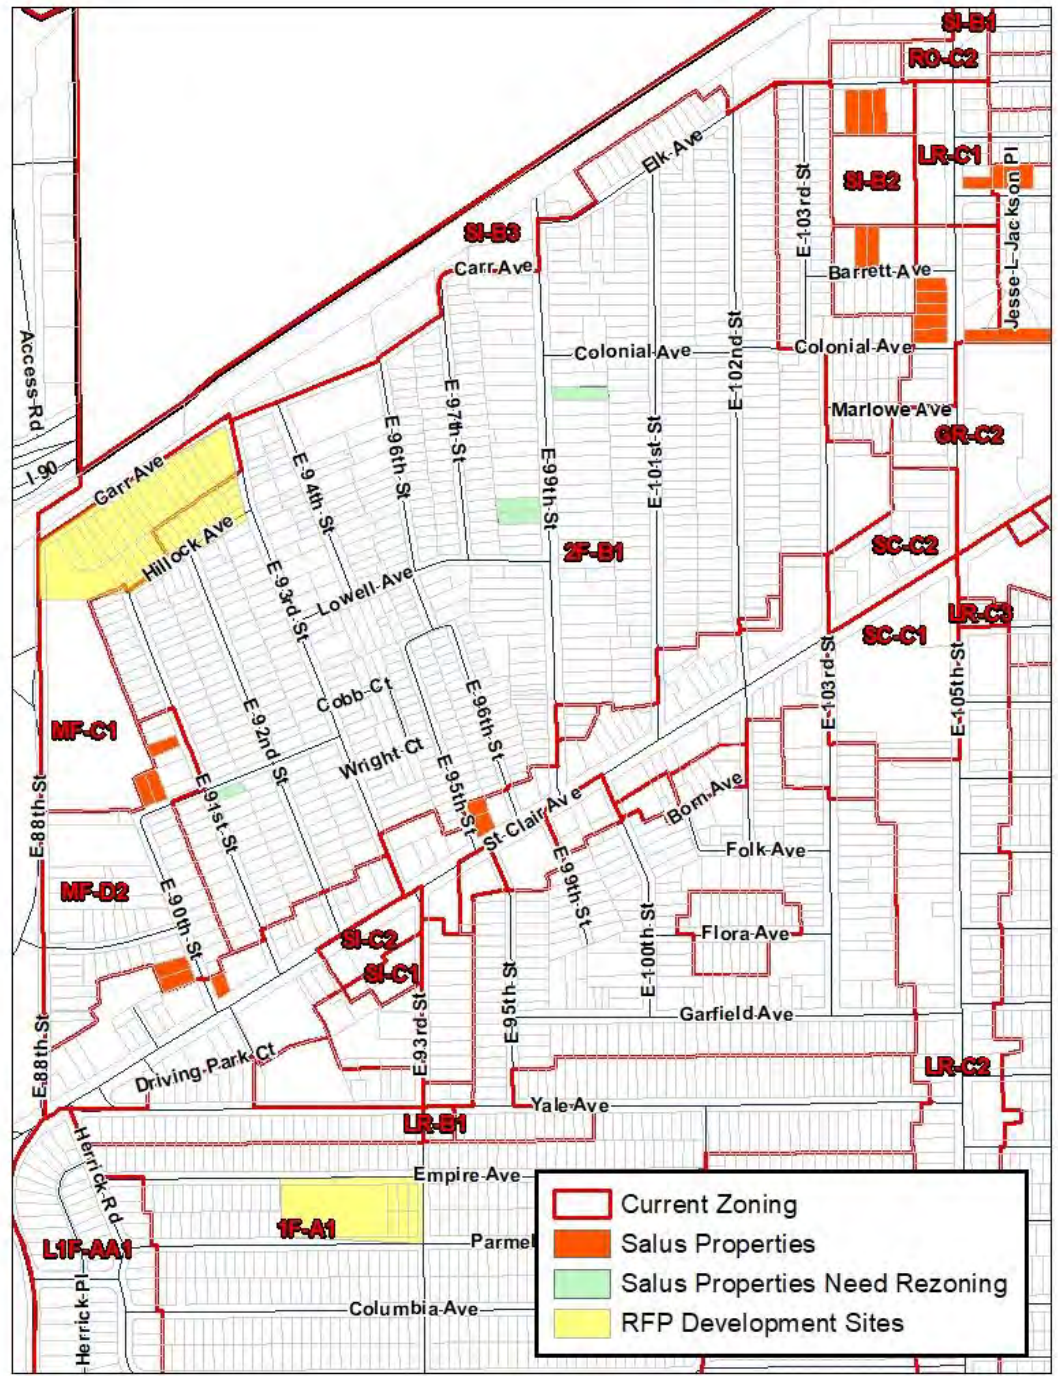 SI-B1
RO-C2
Elk Ave
LR-C1
SI-B2
E 103rd St
Jesse L Jackson Pl
SI-B3
Carr Ave
Barrett Ave
Access Rd
Colonial Ave
E 102nd St
Colonial Ave
E 97th St
E 96th St
Marlowe Ave
GR-C2
I-90
Carr Ave
E 94th St
E 99th St
E 101st St
Hillock Ave
2F-B1
SC-C2
E 93rd St
Lowell Ave
LR-C3
SC-C1
E 103rd St
E 105th St
Cobb Ct
MF-C1
E 92nd St
E 96th St
Wright Ct
E 88th St
E 91st St
E 95th St
St Clair Ave
Born Ave
Folk Ave
MF-D2
E 90th St
E 99th St
E 100th St
Flora Ave
SI-C2
SI-C1
E 93rd St
E 95th St
Garfield Ave
E 88th St
Driving Park Ct
LR-C2
Yale Ave
LR-B1
Herrick Rd
Empire Ave
1F-A1
L1F-AA1
Parmel
Herrick Pl
Columbia Ave
Current Zoning
Salus Properties
Salus Properties Need Rezoning
RFP Development Sites